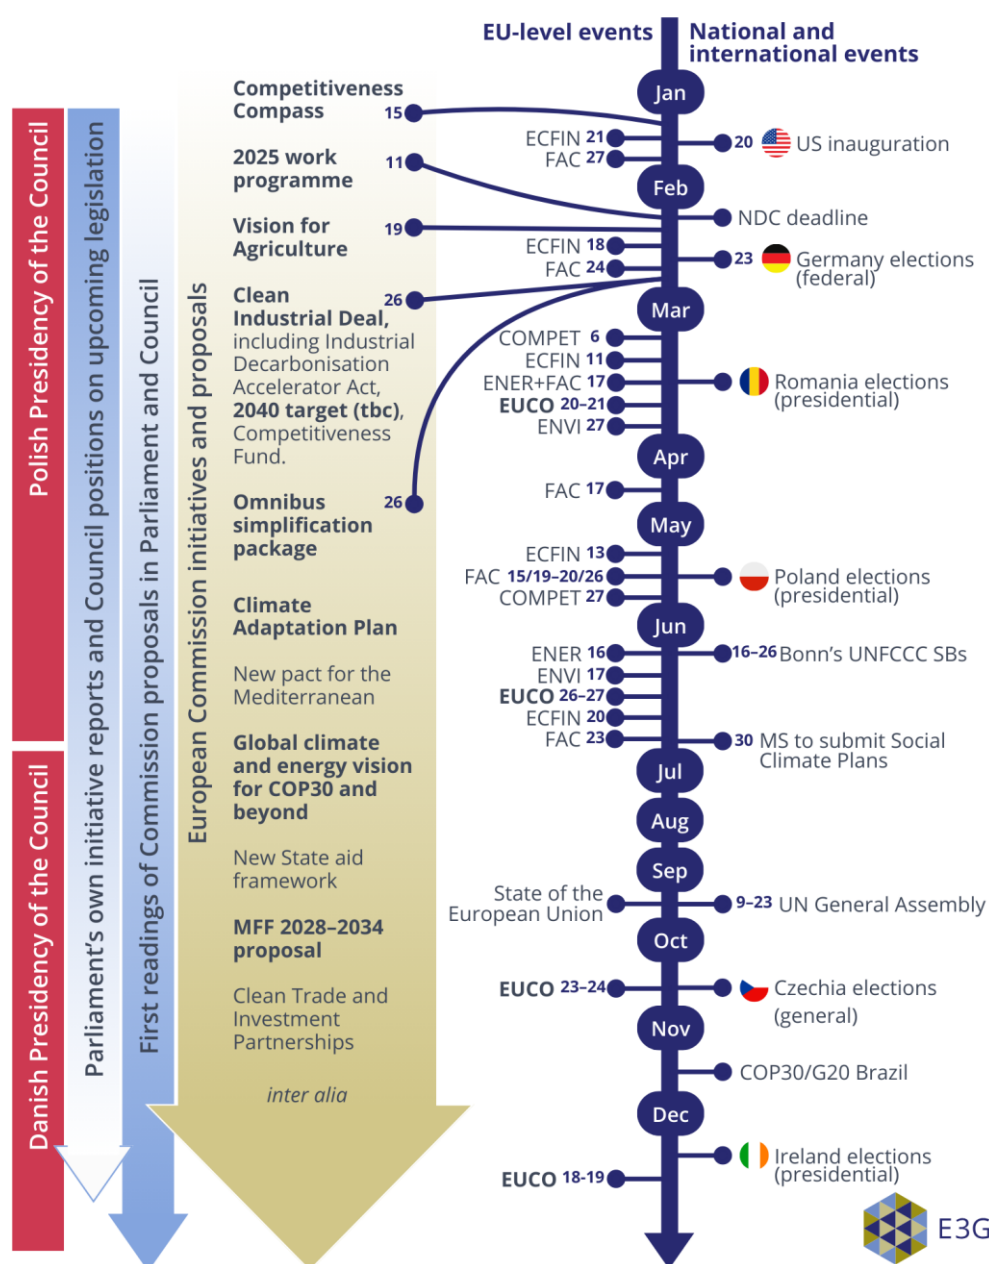 EU-level events
National and
international events
Polish Presidency of the Council
Danish Presidency of the Council
Parliament's own initiative reports and Council positions on upcoming legislation
First readings of Commission proposals in Parliament and Council
European Commission initiatives and proposals
Competitiveness
Compass
15
2025 work
programme
11
Vision for
Agriculture
19
Clean
Industrial Deal,
including Industrial
Decarbonisation
Accelerator Act,
2040 target (tbc),
Competitiveness
Fund.
26
Omnibus
simplification
package
26
Climate
Adaptation Plan
New pact for the
Mediterranean
Global climate
and energy vision
for COP30 and
beyond
New State aid
framework
MFF 2028–2034
proposal
Clean Trade and
Investment
Partnerships
inter alia
Jan
ECFIN 21
FAC 27
20 US inauguration
Feb
NDC deadline
ECFIN 18
FAC 24
23 Germany elections
(federal)
Mar
COMPET 6
ECFIN 11
ENER+FAC 17
EUCO 20–21
ENVI 27
Romania elections
(presidential)
Apr
FAC 17
May
ECFIN 13
FAC 15/19–20/26
COMPET 27
Poland elections
(presidential)
Jun
ENER 16
ENVI 17
EUCO 26–27
ECFIN 20
FAC 23
16–26 Bonn's UNFCCC SBs
30 MS to submit Social
Climate Plans
Jul
Aug
Sep
State of the
European Union
9–23 UN General Assembly
Oct
EUCO 23–24
Czechia elections
(general)
Nov
COP30/G20 Brazil
Dec
Ireland elections
(presidential)
EUCO 18-19
E3G